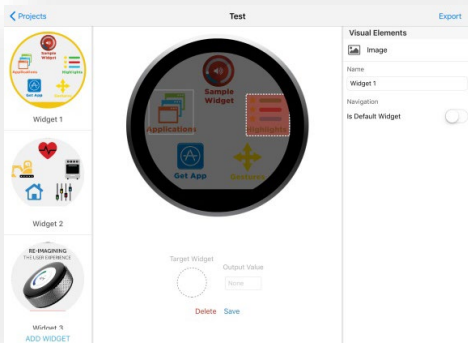 Projects
Test
Export
Sample
Widget
Applications
Highlights
Get App
Gestures
Widget 1
Widget 2
RE-IMAGINING
THE USER EXPERIENCE
Widget 3
ADD WIDGET
Sample
Widget
Applications
Highlights
Get App
Gestures
Target Widget
Output Value
None
Delete
Save
Visual Elements
Image
Name
Widget 1
Navigation
Is Default Widget